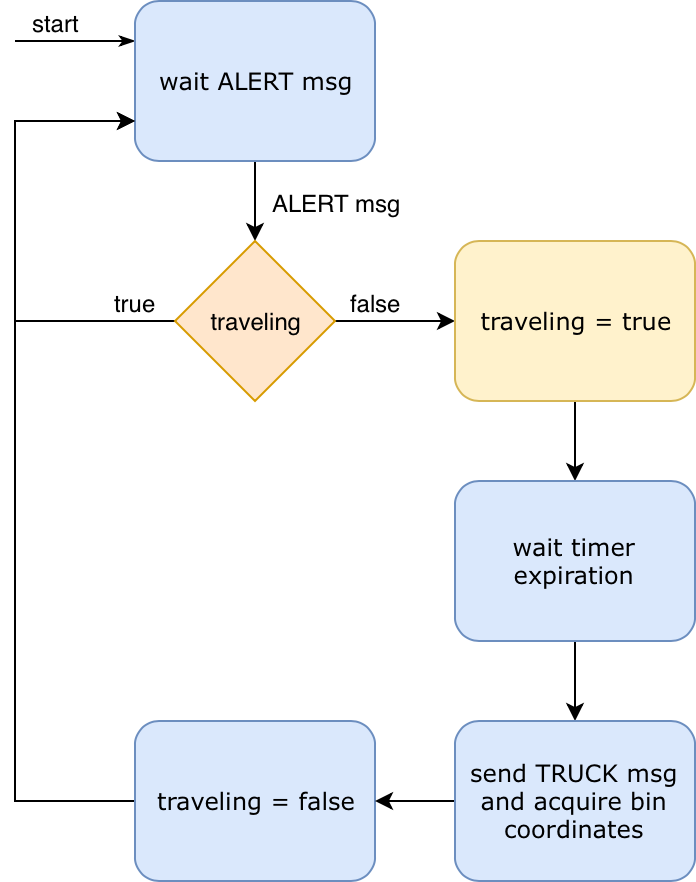 start
wait ALERT msg
ALERT msg
true
traveling
false
traveling = true
wait timer
expiration
send TRUCK msg
and acquire bin
coordinates
traveling = false